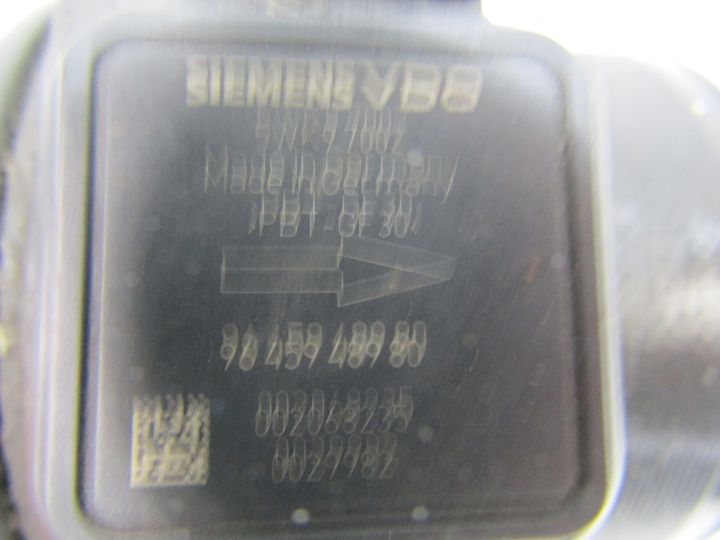 SIEMENS VDO
5WK97002
Made in Germany
>PBT-GF30<
96 459 489 80
002068235
0029982